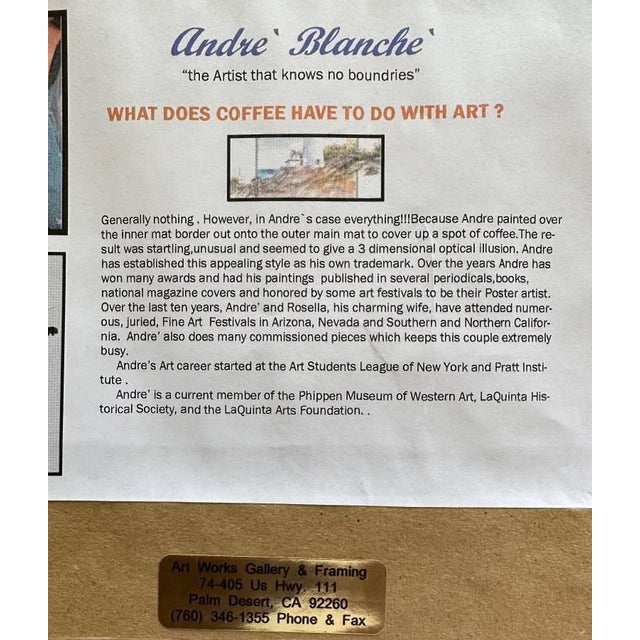 Andre` Blanche`
“the Artist that knows no boundries”
WHAT DOES COFFEE HAVE TO DO WITH ART ?
Generally nothing . However, in Andre`s case everything!!!Because Andre painted over
the inner mat border out onto the outer main mat to cover up a spot of coffee.The re-
sult was startling,unusual and seemed to give a 3 dimensional optical illusion. Andre
has established this appealing style as his own trademark. Over the years Andre has
won many awards and had his paintings published in several periodicals,books,
national magazine covers and honored by some art festivals to be their Poster artist.
Over the last ten years, Andre’ and Rosella, his charming wife, have attended numer-
ous, juried, Fine Art Festivals in Arizona, Nevada and Southern and Northern Califor-
nia. Andre’ also does many commissioned pieces which keeps this couple extremely
busy.
Andre’s Art career started at the Art Students League of New York and Pratt Insti-
tute .
Andre’ is a current member of the Phippen Museum of Western Art, LaQuinta His-
torical Society, and the LaQuinta Arts Foundation. .
Art Works Gallery & Framing
74-405 Us Hwy. 111
Palm Desert, CA 92260
(760) 346-1355 Phone & Fax